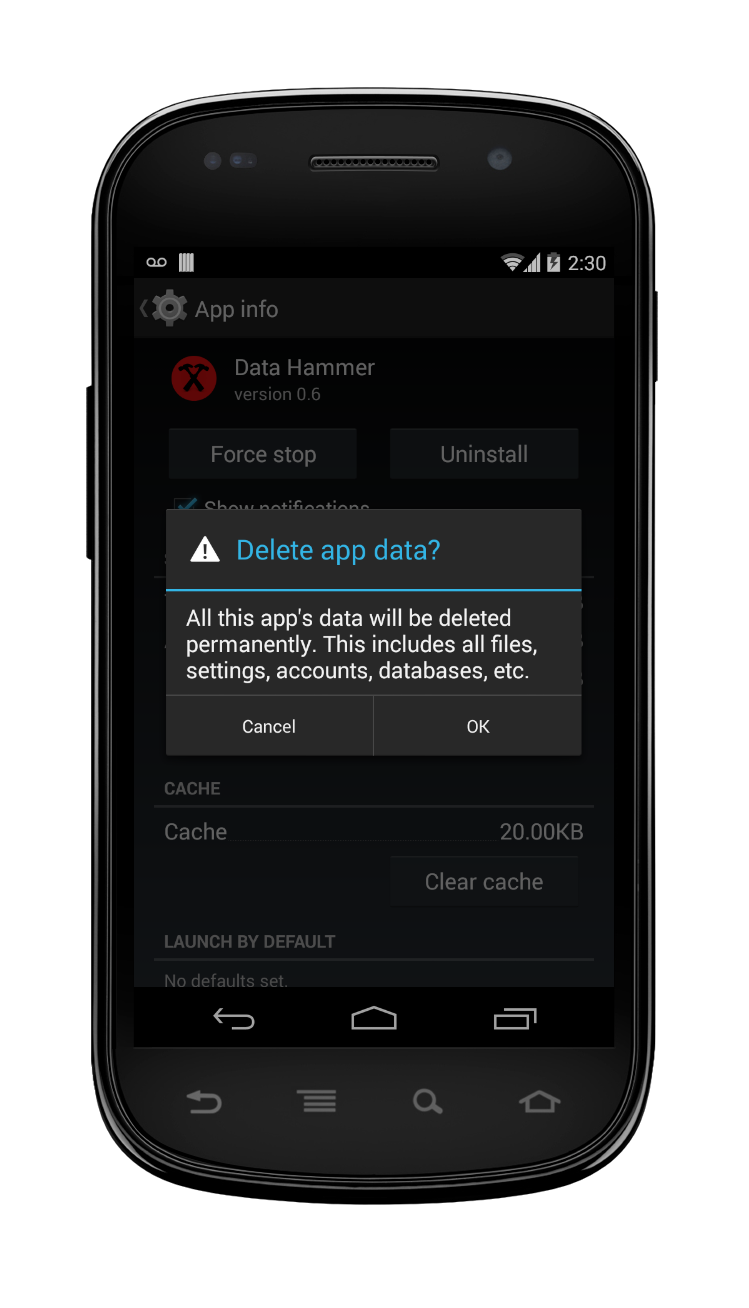 2:30
App info
Data Hammer
version 0.6
Force stop
Uninstall
Show notifications
Delete app data?
All this app's data will be deleted
permanently. This includes all files,
settings, accounts, databases, etc.
Cancel
OK
CACHE
Cache
20.00KB
Clear cache
LAUNCH BY DEFAULT
No defaults set.